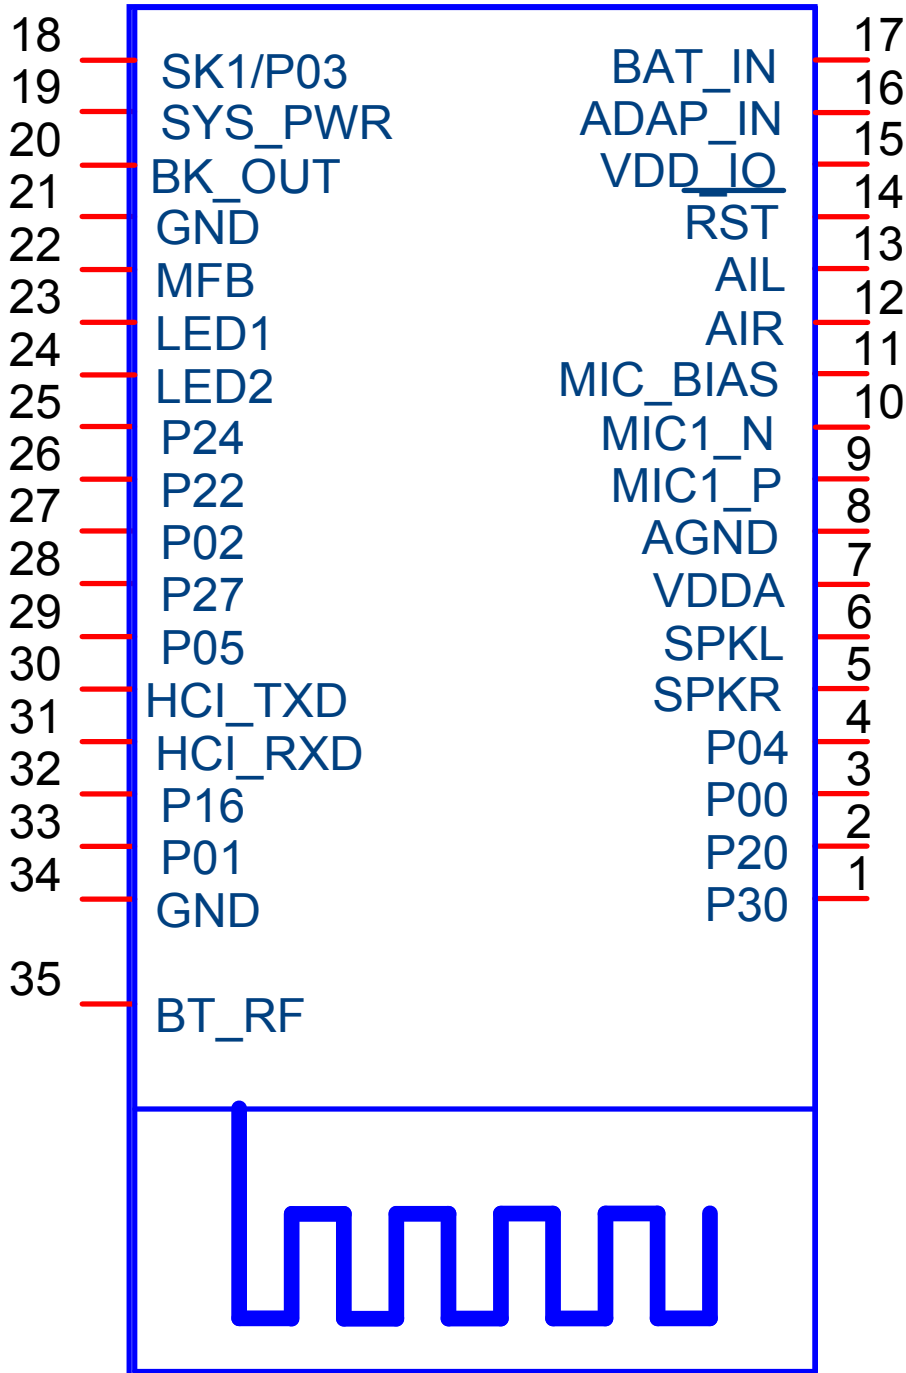 18 SK1/P03 BAT_IN 17
19 SYS_PWR ADAP_IN 16
20 BK_OUT VDD_IO 15
21 GND RST 14
22 MFB AIL 13
23 LED1 AIR 12
24 LED2 MIC_BIAS 11
25 P24 MIC1_N 10
26 P22 MIC1_P 9
27 P02 AGND 8
28 P27 VDDA 7
29 P05 SPKL 6
30 HCI_TXD SPKR 5
31 HCI_RXD P04 4
32 P16 P00 3
33 P01 P20 2
34 GND P30 1
35 BT_RF